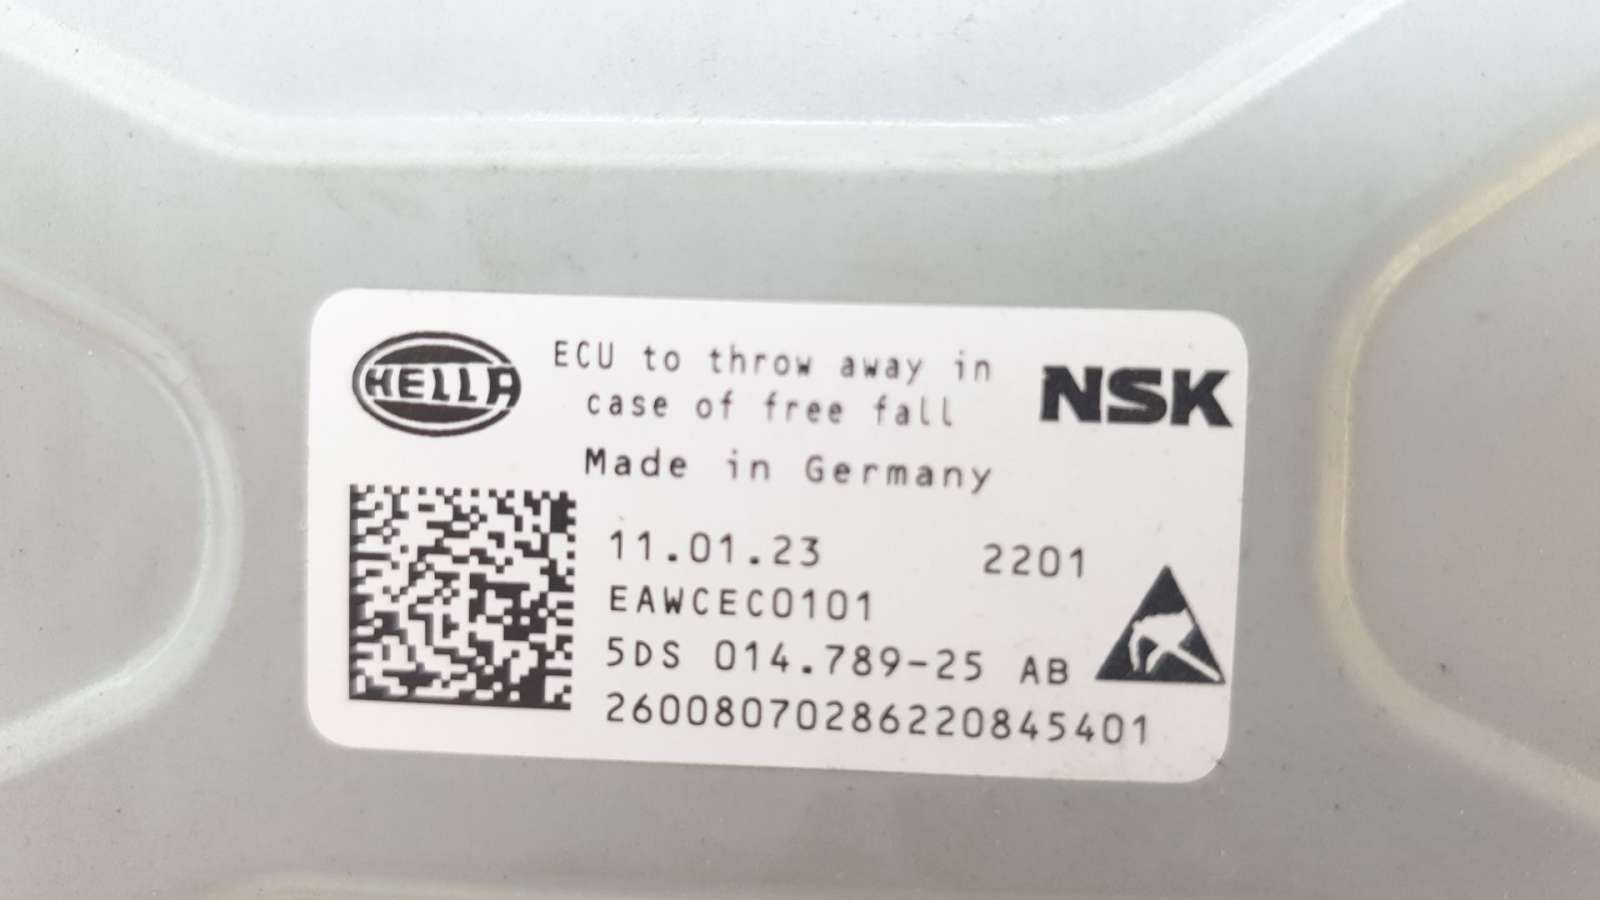 HELLA
ECU to throw away in
case of free fall
NSK
Made in Germany
11.01.23 2201
EAWCEC0101
5DS 014.789-25 AB
26008070286220845401